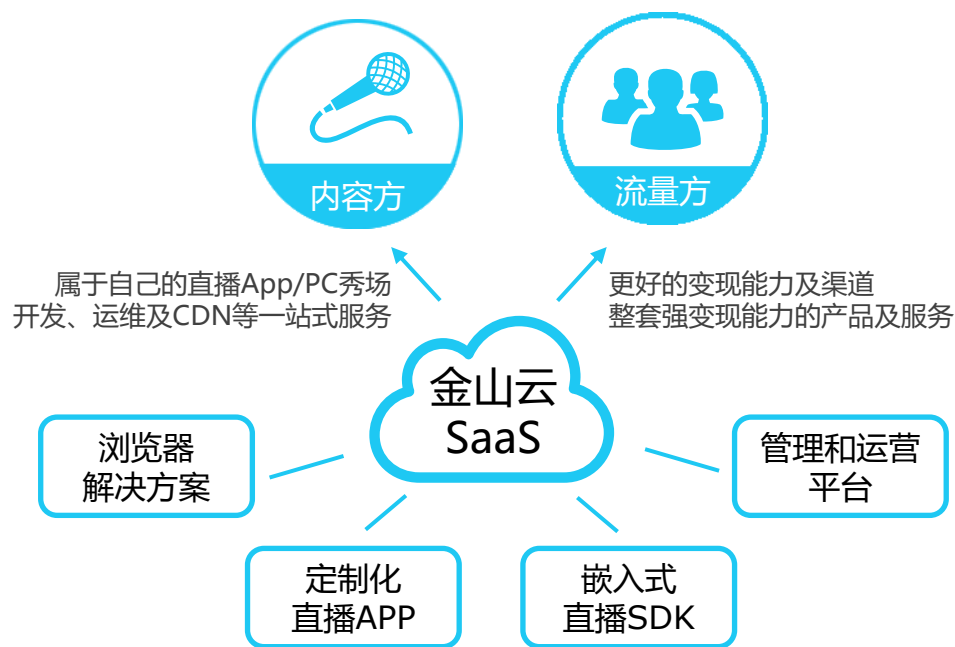 内容方
流量方
属于自己的直播App/PC秀场
开发、运维及CDN等一站式服务
更好的变现能力及渠道
整套强变现能力的产品及服务
金山云
SaaS
浏览器
解决方案
管理和运营
平台
定制化
直播APP
嵌入式
直播SDK